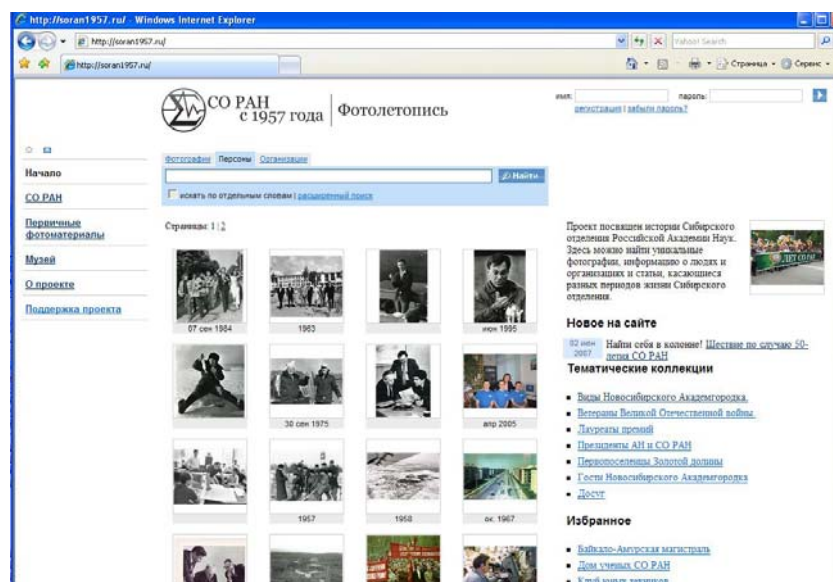 http://soran1957.ru/ - Windows Internet Explorer
http://soran1957.ru/
Yahoo! Search
http://soran1957.ru/
Страница
Сервис
СО РАН
с 1957 года
Фотолетопись
имя:
пароль:
регистрация | забыли пароль?
Фотографии Персоны Организации
Найти
искать по отдельным словам | расширенный поиск
Начало
СО РАН
Первичные
фотоматериалы
Музей
О проекте
Поддержка проекта
Страницы: 1 | 2
07 сен 1984
1963
июн 1995
30 сен 1975
апр 2005
1957
1958
ок. 1967
Проект посвящен истории Сибирского
отделения Российской Академии Наук.
Здесь можно найти уникальные
фотографии, информацию о людях и
организациях и статьи, касающиеся
разных периодов жизни Сибирского
отделения.
Новое на сайте
02 июн
2007
Найти себя в колонне! Шествие по случаю 50-
летия СО РАН
Тематические коллекции
Виды Новосибирского Академгородка.
Ветераны Великой Отечественной войны.
Лауреаты премий
Президенты АН и СО РАН
Первопоселенцы Золотой долины
Гости Новосибирского Академгородка
Досуг
Избранное
Байкало-Амурская магистраль
Дом ученых СО РАН
Клуб юных техников